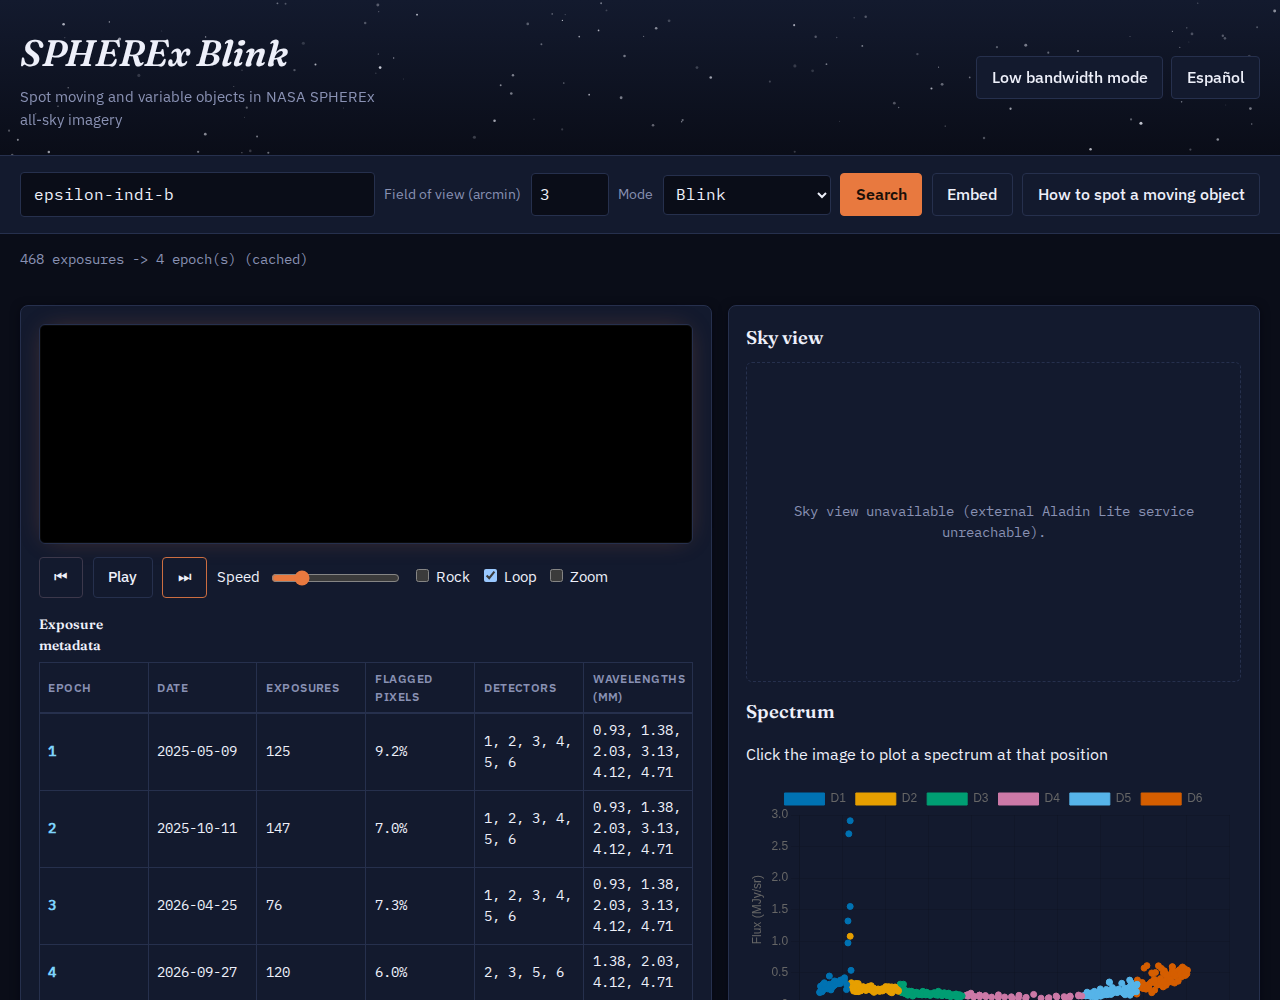 SPHEREx Blink
Spot moving and variable objects in NASA SPHEREx
all-sky imagery
Low bandwidth mode
Español
epsilon-indi-b
Field of view (arcmin)
3
Mode
Blink
Search
Embed
How to spot a moving object
468 exposures -> 4 epoch(s) (cached)
Play
Speed
Rock
Loop
Zoom
Exposure
metadata
EPOCH DATE EXPOSURES FLAGGED PIXELS DETECTORS WAVELENGTHS (MM)
1 2025-05-09 125 9.2% 1, 2, 3, 4, 5, 6 0.93, 1.38, 2.03, 3.13, 4.12, 4.71
2 2025-10-11 147 7.0% 1, 2, 3, 4, 5, 6 0.93, 1.38, 2.03, 3.13, 4.12, 4.71
3 2026-04-25 76 7.3% 1, 2, 3, 4, 5, 6 0.93, 1.38, 2.03, 3.13, 4.12, 4.71
4 2026-09-27 120 6.0% 2, 3, 5, 6 1.38, 2.03, 4.12, 4.71
Sky view
Sky view unavailable (external Aladin Lite service
unreachable).
Spectrum
Click the image to plot a spectrum at that position
D1 D2 D3 D4 D5 D6
Flux (MJy/sr)
3.0
2.5
2.0
1.5
1.0
0.5